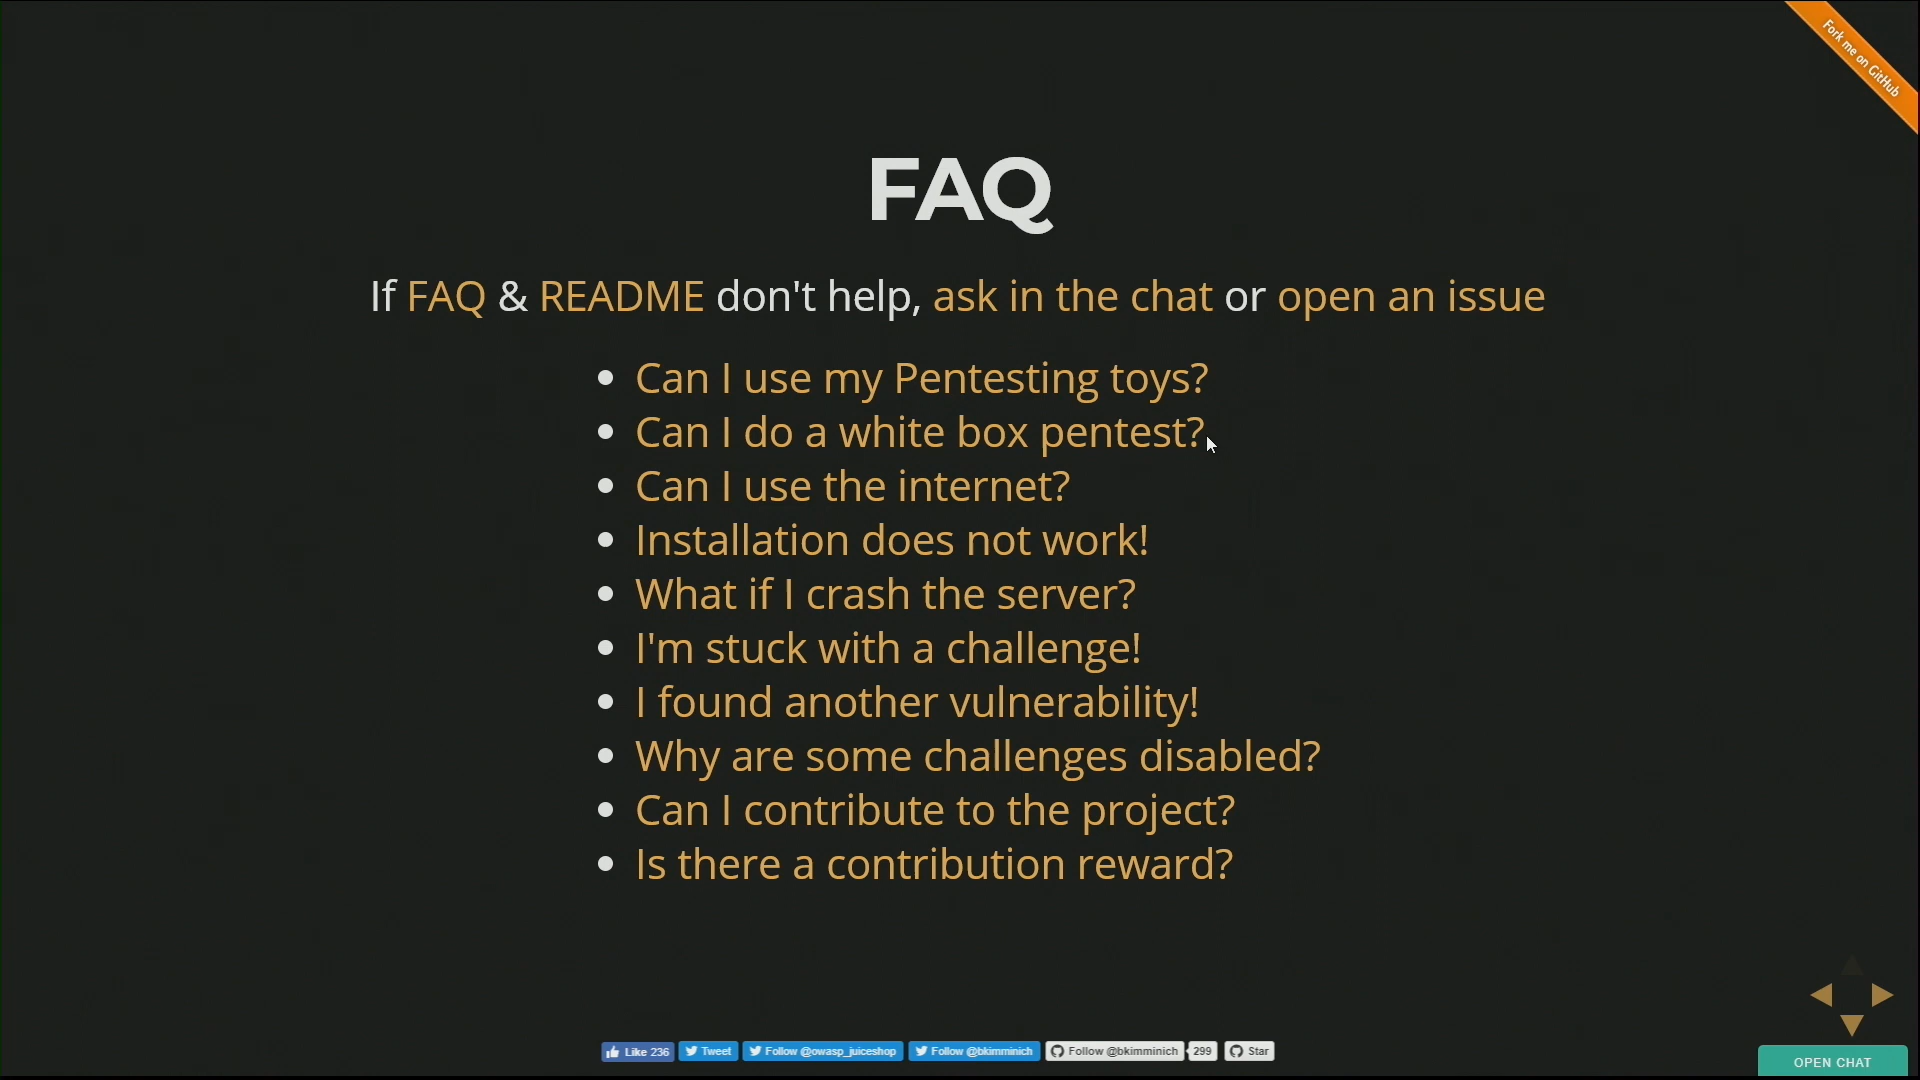 Fork me on GitHub
FAQ
If FAQ & README don't help, ask in the chat or open an issue
Can I use my Pentesting toys?
Can I do a white box pentest?
Can I use the internet?
Installation does not work!
What if I crash the server?
I'm stuck with a challenge!
I found another vulnerability!
Why are some challenges disabled?
Can I contribute to the project?
Is there a contribution reward?
Like 236 Tweet Follow @owasp_juiceshop Follow @bkimminich Follow @bkimminich 299 Star
OPEN CHAT